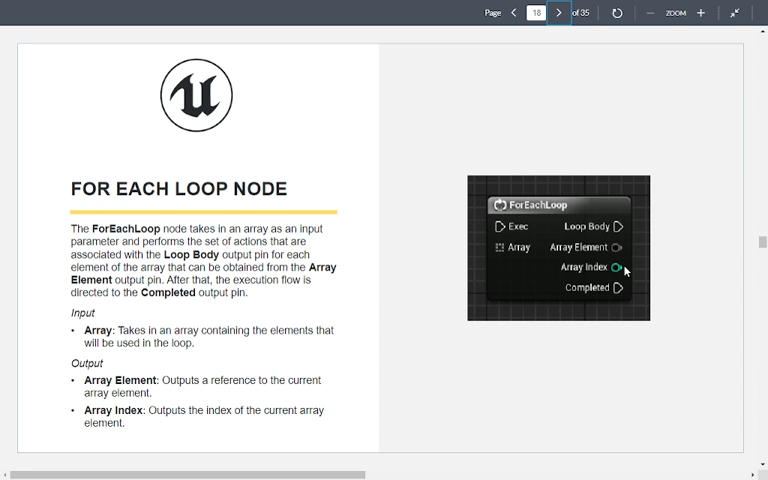 Page 18 of 35 ZOOM
FOR EACH LOOP NODE
The ForEachLoop node takes in an array as an input
parameter and performs the set of actions that are
associated with the Loop Body output pin for each
element of the array that can be obtained from the Array
Element output pin. After that, the execution flow is
directed to the Completed output pin.
Input
• Array: Takes in an array containing the elements that
will be used in the loop.
Output
• Array Element: Outputs a reference to the current
array element.
• Array Index: Outputs the index of the current array
element.
ForEachLoop
Exec Loop Body
Array Array Element
Array Index
Completed